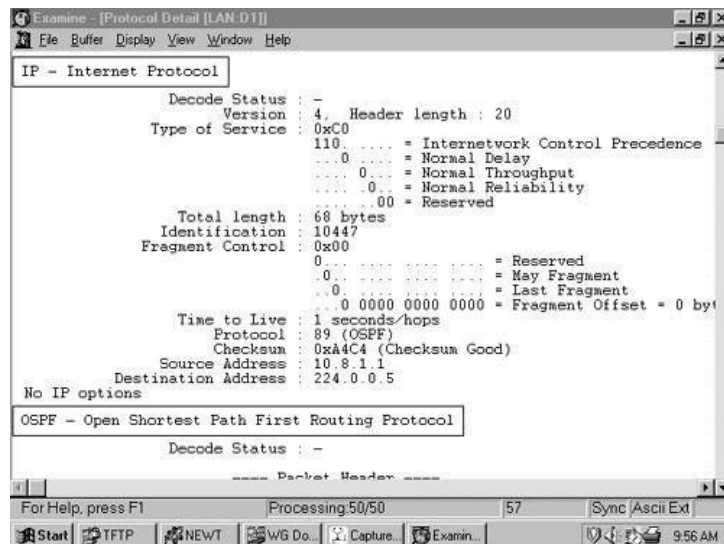 Examine - [Protocol Detail [LAN:D1]]
File Buffer Display View Window Help
IP - Internet Protocol
Decode Status : -
Version : 4, Header length : 20
Type of Service : 0xC0
110. .... = Internetwork Control Precedence
...0 .... = Normal Delay
.... 0... = Normal Throughput
.... .0.. = Normal Reliability
.... ..00 = Reserved
Total length : 68 bytes
Identification : 10447
Fragment Control : 0x00
0... .... .... .... = Reserved
.0.. .... .... .... = May Fragment
..0. .... .... .... = Last Fragment
...0 0000 0000 0000 = Fragment Offset = 0 byt
Time to Live : 1 seconds/hops
Protocol : 89 (OSPF)
Checksum : 0xA4C4 (Checksum Good)
Source Address : 10.8.1.1
Destination Address : 224.0.0.5
No IP options
OSPF - Open Shortest Path First Routing Protocol
Decode Status : -
---- Packet Header ----
For Help, press F1 Processing:50/50 57 Sync Ascii Ext
Start TFTP NEWT WG Do... Capture... Examin... 9:56 AM